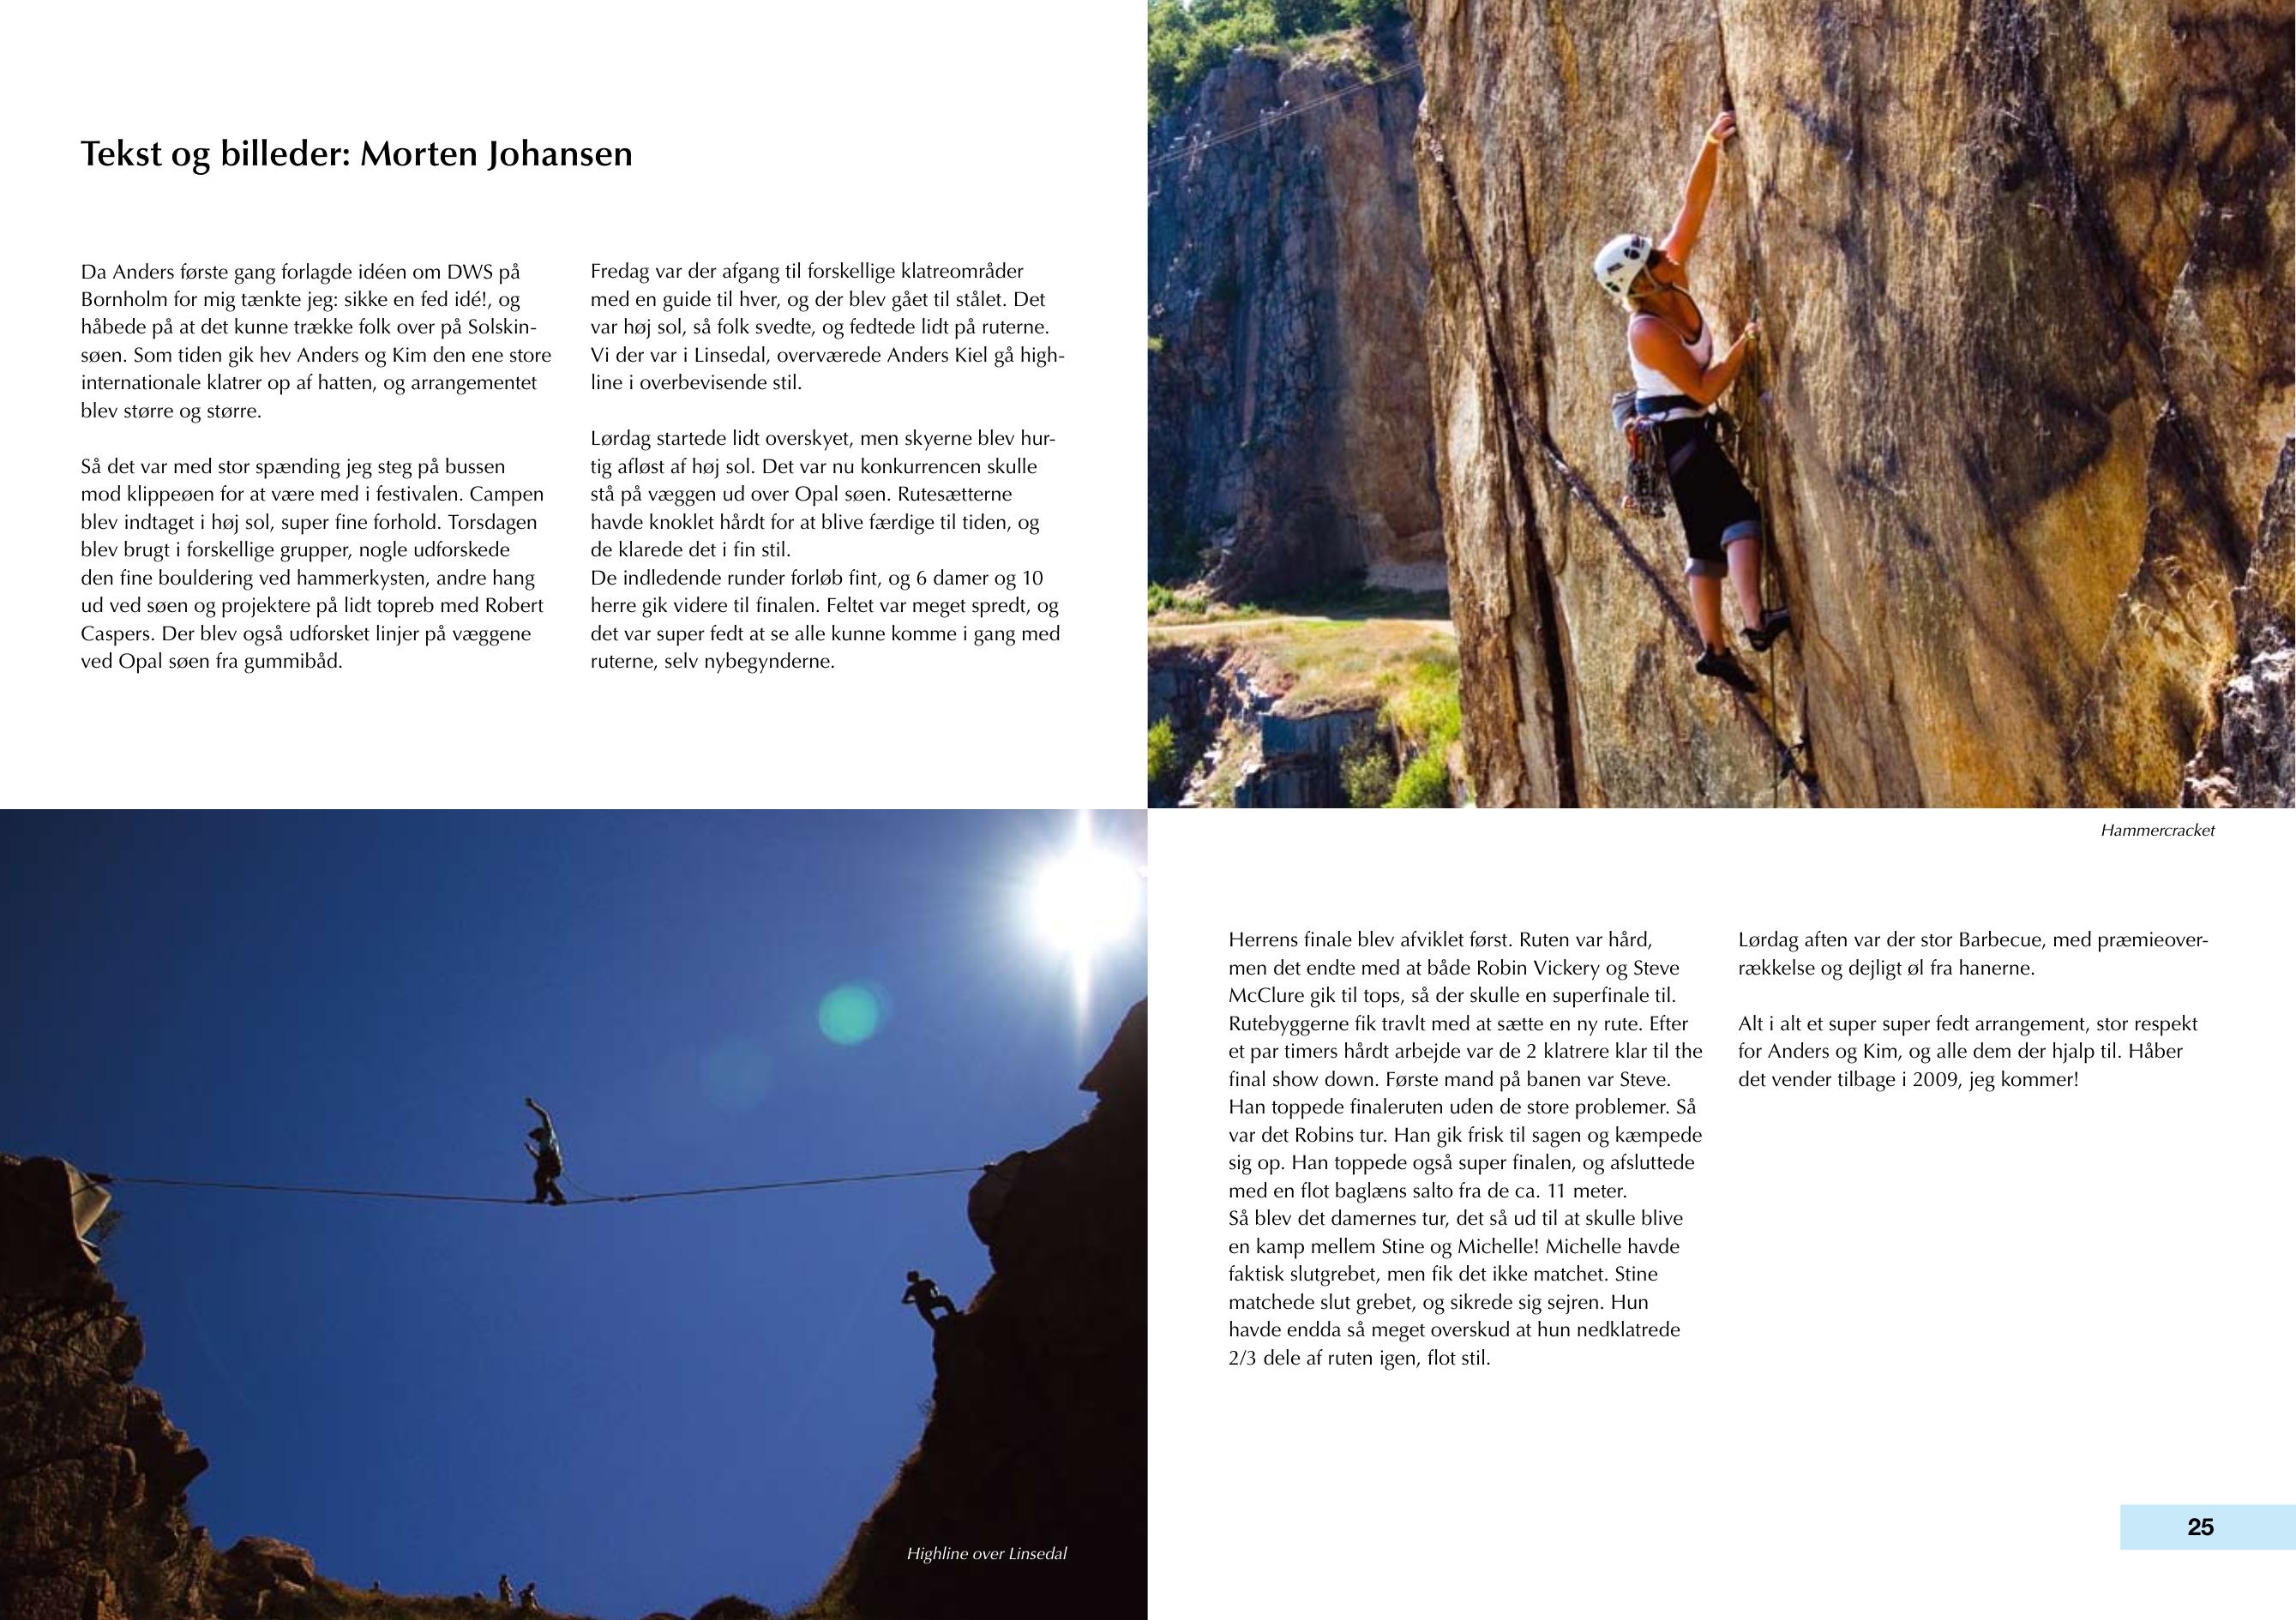 Tekst og billeder: Morten Johansen
Da Anders første gang forlagde idéen om DWS på
Bornholm for mig tænkte jeg: sikke en fed idé!, og
håbede på at det kunne trække folk over på Solskin-
søen. Som tiden gik hev Anders og Kim den ene store
internationale klatrer op af hatten, og arrangementet
blev større og større.
Så det var med stor spænding jeg steg på bussen
mod klippeøen for at være med i festivalen. Campen
blev indtaget i høj sol, super fine forhold. Torsdagen
blev brugt i forskellige grupper, nogle udforskede
den fine bouldering ved hammerkysten, andre hang
ud ved søen og projektere på lidt topreb med Robert
Caspers. Der blev også udforsket linjer på væggene
ved Opal søen fra gummibåd.
Fredag var der afgang til forskellige klatreområder
med en guide til hver, og der blev gået til stålet. Det
var høj sol, så folk svedte, og fedtede lidt på ruterne.
Vi der var i Linsedal, overværede Anders Kiel gå high-
line i overbevisende stil.
Lørdag startede lidt overskyet, men skyerne blev hur-
tig afløst af høj sol. Det var nu konkurrencen skulle
stå på væggen ud over Opal søen. Rutesætterne
havde knoklet hårdt for at blive færdige til tiden, og
de klarede det i fin stil.
De indledende runder forløb fint, og 6 damer og 10
herre gik videre til finalen. Feltet var meget spredt, og
det var super fedt at se alle kunne komme i gang med
ruterne, selv nybegynderne.
Hammercracket
Highline over Linsedal
Herrens finale blev afviklet først. Ruten var hård,
men det endte med at både Robin Vickery og Steve
McClure gik til tops, så der skulle en superfinale til.
Rutebyggerne fik travlt med at sætte en ny rute. Efter
et par timers hårdt arbejde var de 2 klatrere klar til the
final show down. Første mand på banen var Steve.
Han toppede finaleruten uden de store problemer. Så
var det Robins tur. Han gik frisk til sagen og kæmpede
sig op. Han toppede også super finalen, og afsluttede
med en flot baglæns salto fra de ca. 11 meter.
Så blev det damernes tur, det så ud til at skulle blive
en kamp mellem Stine og Michelle! Michelle havde
faktisk slutgrebet, men fik det ikke matchet. Stine
matchede slut grebet, og sikrede sig sejren. Hun
havde endda så meget overskud at hun nedklatrede
2/3 dele af ruten igen, flot stil.
Lørdag aften var der stor Barbecue, med præmieover-
rækkelse og dejligt øl fra hanerne.
Alt i alt et super super fedt arrangement, stor respekt
for Anders og Kim, og alle dem der hjalp til. Håber
det vender tilbage i 2009, jeg kommer!
25